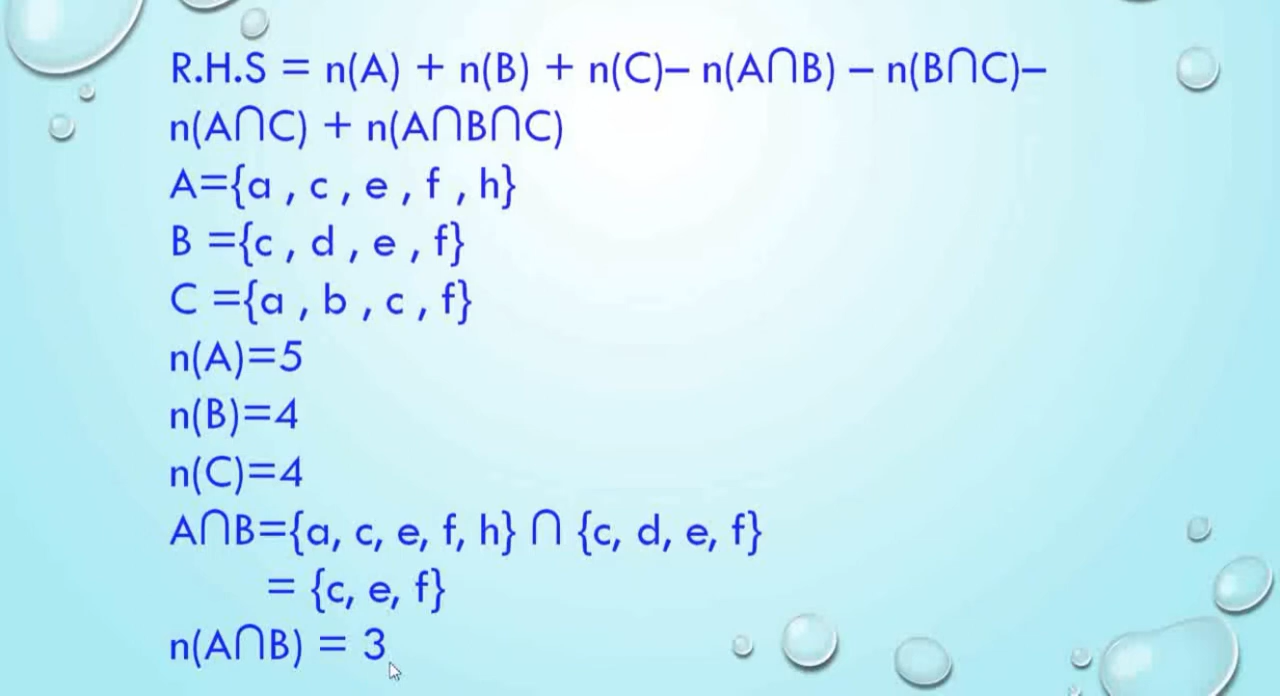 R.H.S = n(A) + n(B) + n(C)– n(A∩B) – n(B∩C)–
n(A∩C) + n(A∩B∩C)
A={a , c , e , f , h}
B ={c , d , e , f}
C ={a , b , c , f}
n(A)=5
n(B)=4
n(C)=4
A∩B={a, c, e, f, h} ∩ {c, d, e, f}
= {c, e, f}
n(A∩B) = 3